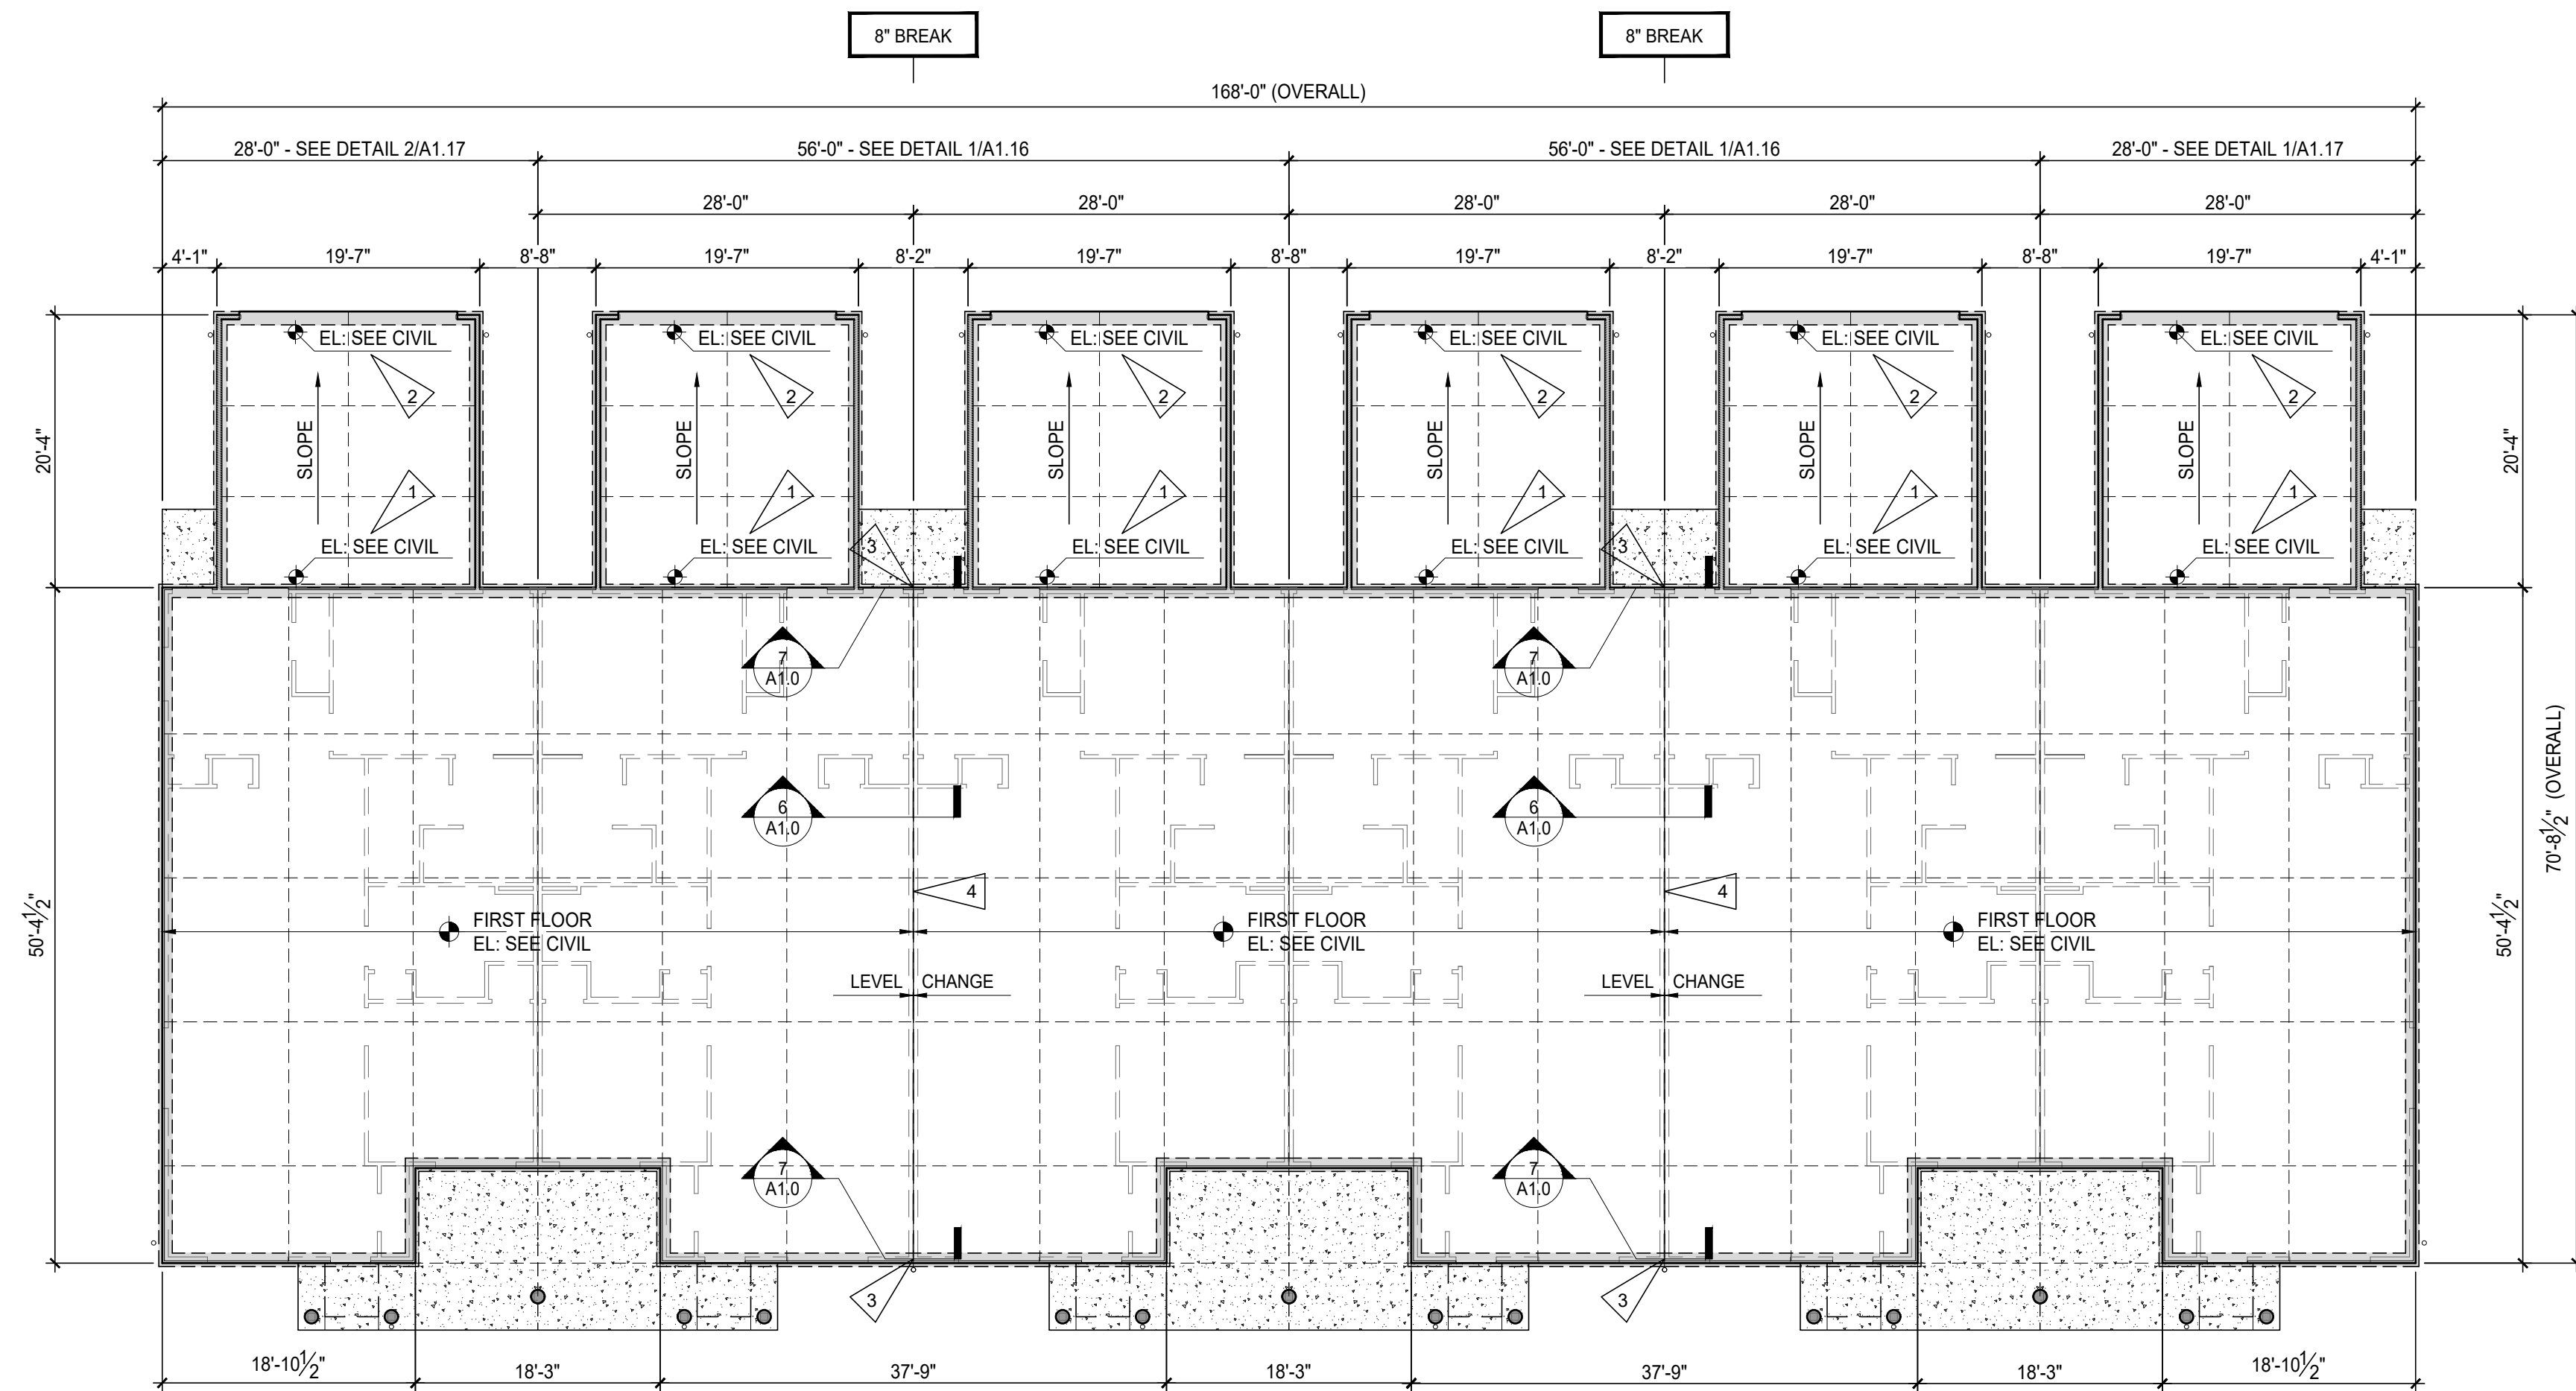 8" BREAK
8" BREAK
168'-0" (OVERALL)
28'-0" - SEE DETAIL 2/A1.17
56'-0" - SEE DETAIL 1/A1.16
56'-0" - SEE DETAIL 1/A1.16
28'-0" - SEE DETAIL 1/A1.17
28'-0"
28'-0"
28'-0"
28'-0"
28'-0"
4'-1"
19'-7"
8'-8"
19'-7"
8'-2"
19'-7"
8'-8"
19'-7"
8'-2"
19'-7"
8'-8"
19'-7"
4'-1"
EL: SEE CIVIL
EL: SEE CIVIL
EL: SEE CIVIL
EL: SEE CIVIL
EL: SEE CIVIL
EL: SEE CIVIL
2
2
2
2
2
2
20'-4"
SLOPE
SLOPE
SLOPE
SLOPE
SLOPE
SLOPE
20'-4"
1
1
1
1
1
1
EL: SEE CIVIL
EL: SEE CIVIL
3
EL: SEE CIVIL
EL: SEE CIVIL
3
EL: SEE CIVIL
EL: SEE CIVIL
7
A1.0
7
A1.0
6
A1.0
6
A1.0
70'-8½" (OVERALL)
4
4
50'-4½"
FIRST FLOOR
EL: SEE CIVIL
FIRST FLOOR
EL: SEE CIVIL
FIRST FLOOR
EL: SEE CIVIL
50'-4½"
LEVEL CHANGE
LEVEL CHANGE
7
A1.0
7
A1.0
3
3
18'-10½"
18'-3"
37'-9"
18'-3"
37'-9"
18'-3"
18'-10½"